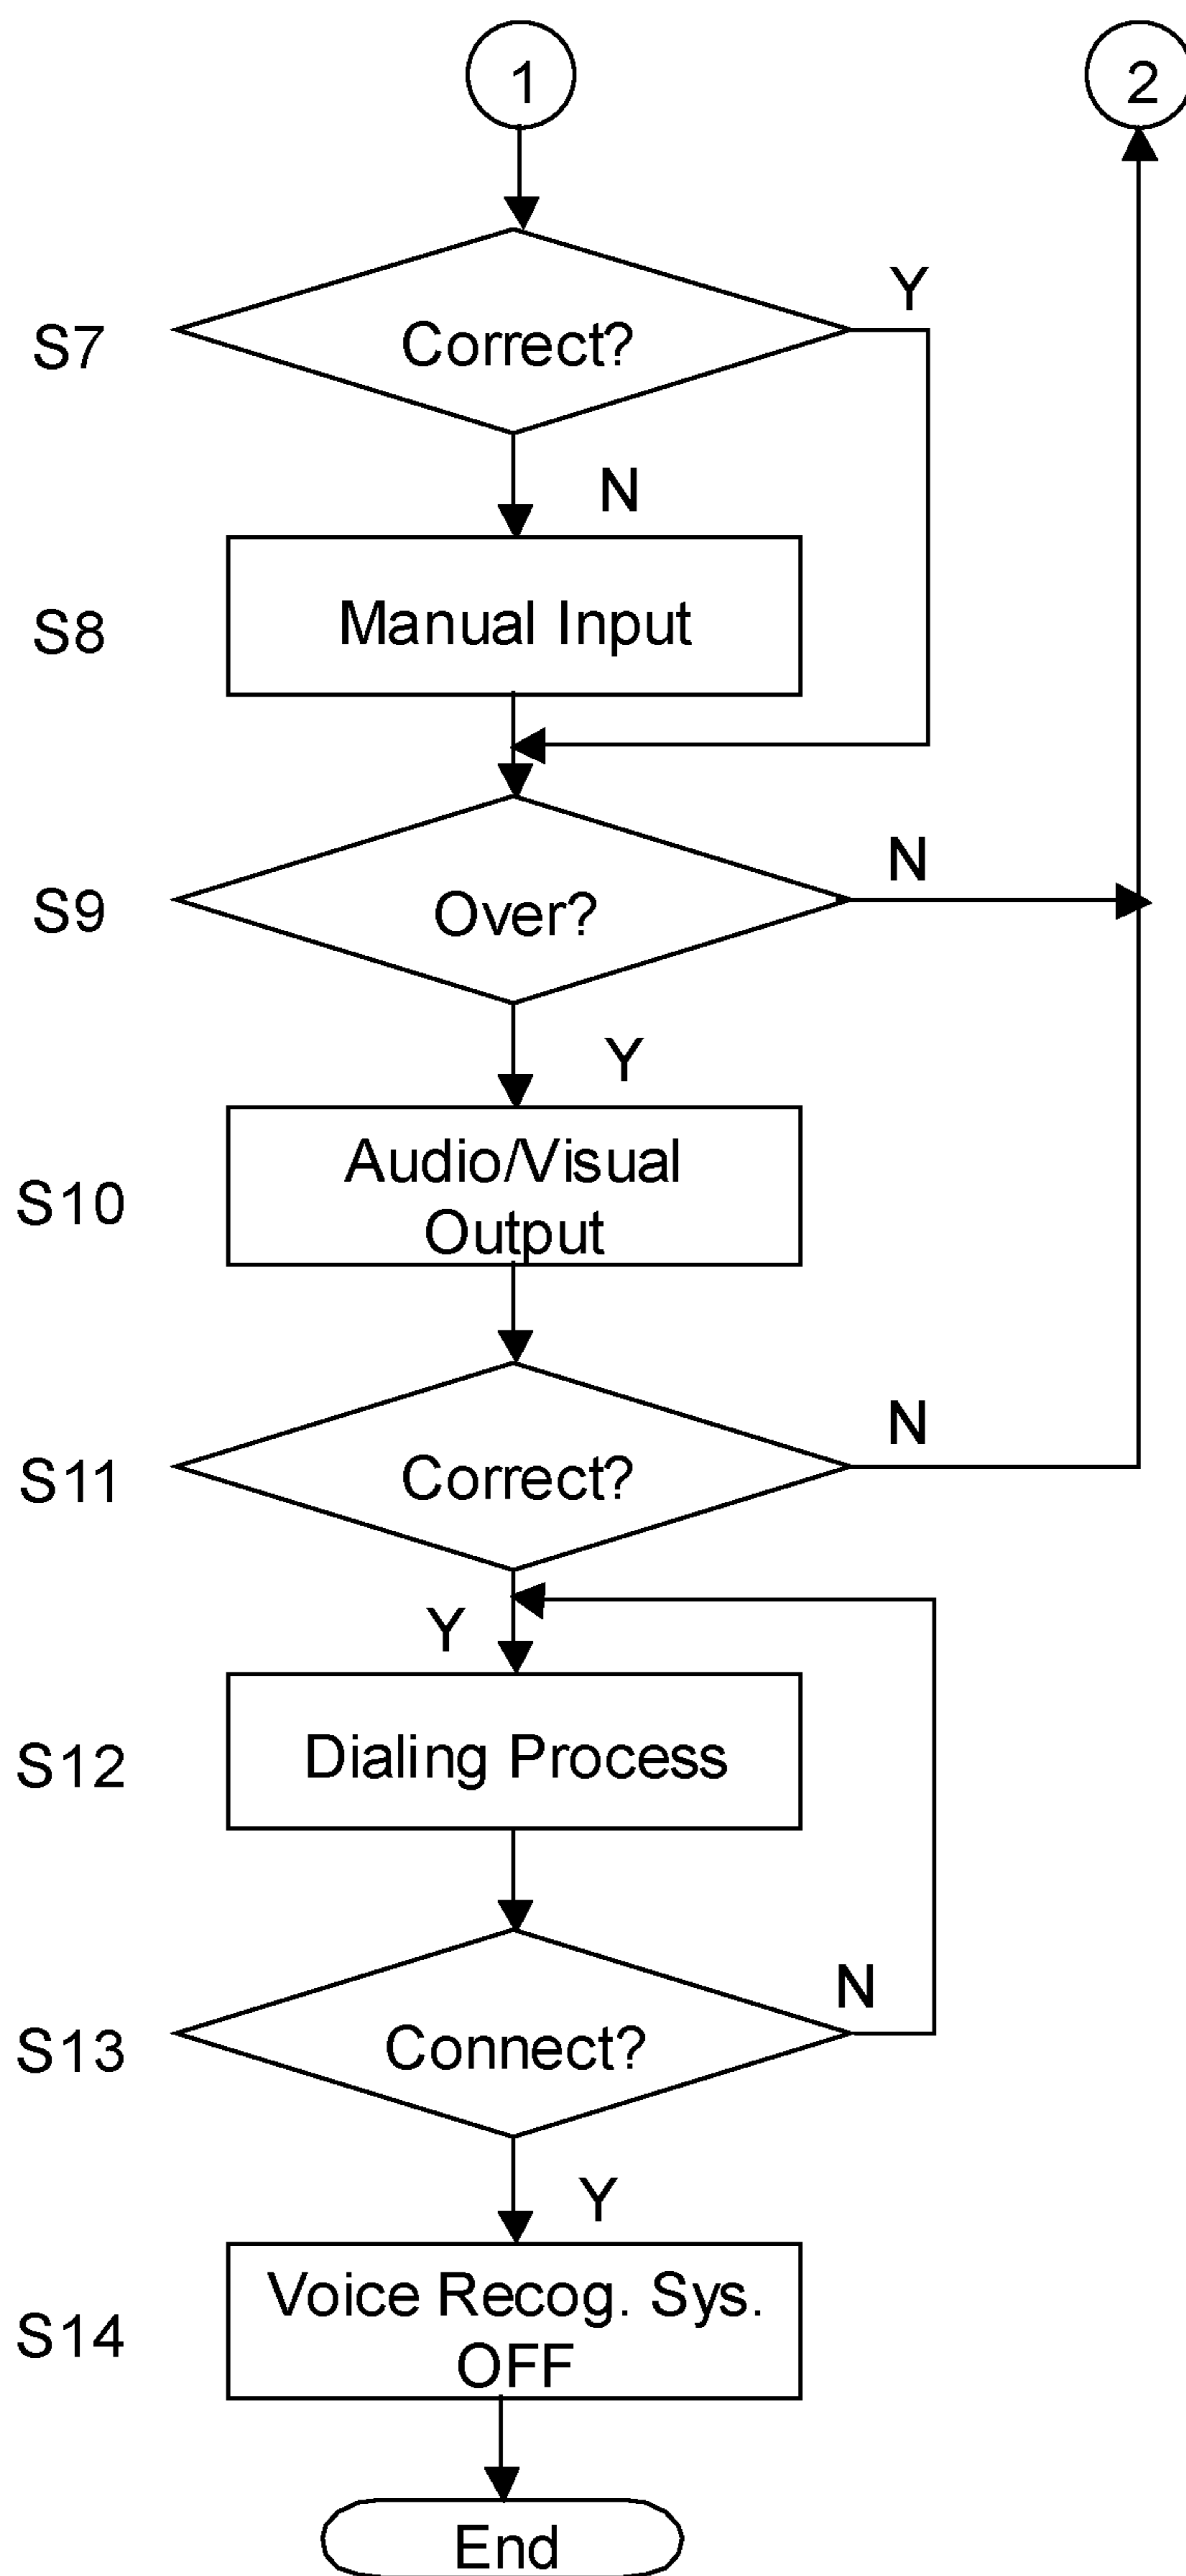 1
2
Y
S7
Correct?
N
S8
Manual Input
N
S9
Over?
Y
S10
Audio/Visual
Output
N
S11
Correct?
Y
S12
Dialing Process
N
S13
Connect?
Y
S14
Voice Recog. Sys.
OFF
End